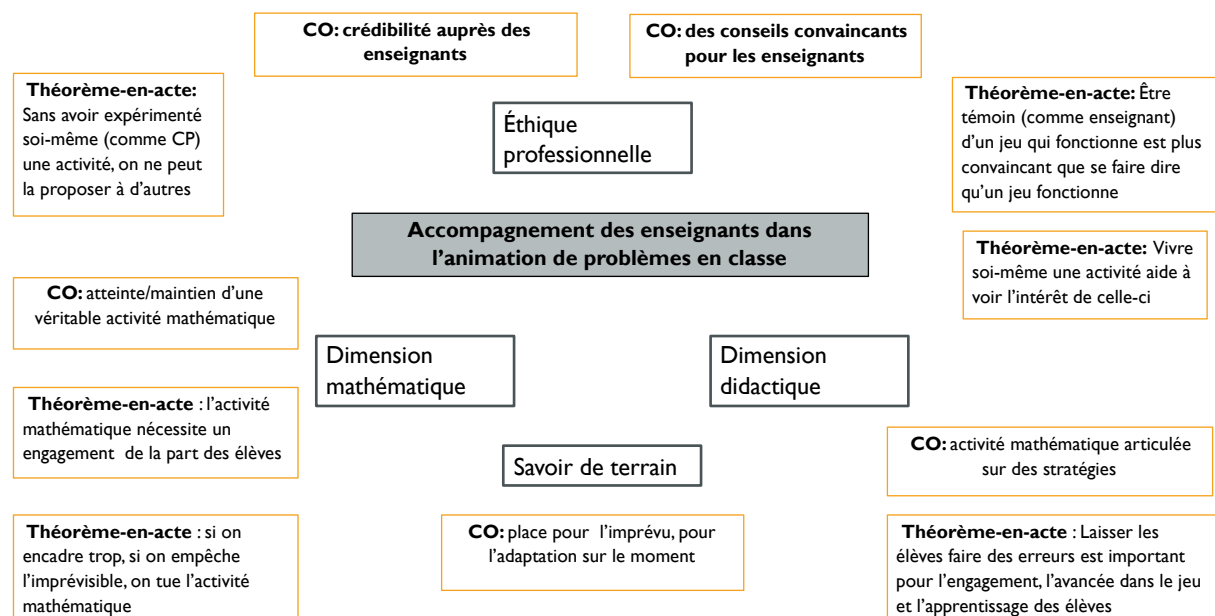 CO: crédibilité auprès des
enseignants
CO: des conseils convaincants
pour les enseignants
Théorème-en-acte:
Sans avoir expérimenté
soi-même (comme CP)
une activité, on ne peut
la proposer à d'autres
Éthique
professionnelle
Théorème-en-acte: Être
témoin (comme enseignant)
d'un jeu qui fonctionne est plus
convaincant que se faire dire
qu'un jeu fonctionne
Accompagnement des enseignants dans
l'animation de problèmes en classe
Théorème-en-acte: Vivre
soi-même une activité aide à
voir l'intérêt de celle-ci
CO: atteinte/maintien d'une
véritable activité mathématique
Dimension
mathématique
Dimension
didactique
Théorème-en-acte : l'activité
mathématique nécessite un
engagement de la part des élèves
CO: activité mathématique articulée
sur des stratégies
Savoir de terrain
Théorème-en-acte : si on
encadre trop, si on empêche
l'imprévisible, on tue l'activité
mathématique
CO: place pour l'imprévu, pour
l'adaptation sur le moment
Théorème-en-acte : Laisser les
élèves faire des erreurs est important
pour l'engagement, l'avancée dans le jeu
et l'apprentissage des élèves